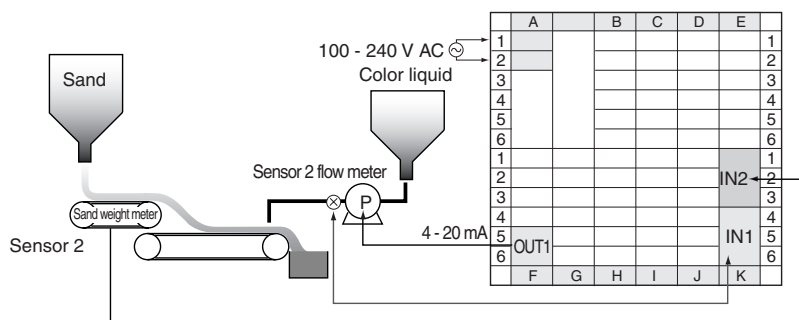 A B C D E
1 1
100 - 240 V AC
2 2
Color liquid
3 3
Sand
4 4
5 5
6 6
1 1
Sensor 2 flow meter
2 IN2 2
P
3 3
Sand weight meter
4 4
Sensor 2
4 - 20 mA
5 OUT1 IN1 5
6 6
F G H I J K